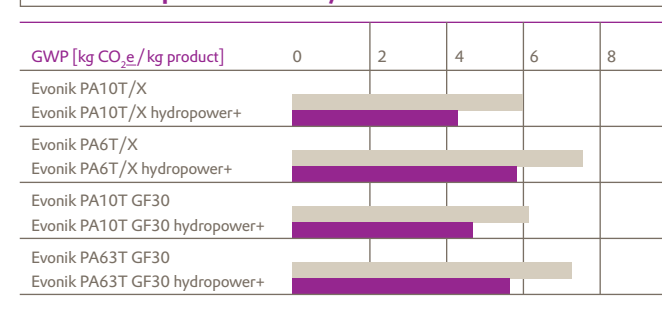 GWP [kg CO₂e / kg product] 0 2 4 6 8
Evonik PA10T/X
Evonik PA10T/X hydropower+
Evonik PA6T/X
Evonik PA6T/X hydropower+
Evonik PA10T GF30
Evonik PA10T GF30 hydropower+
Evonik PA63T GF30
Evonik PA63T GF30 hydropower+